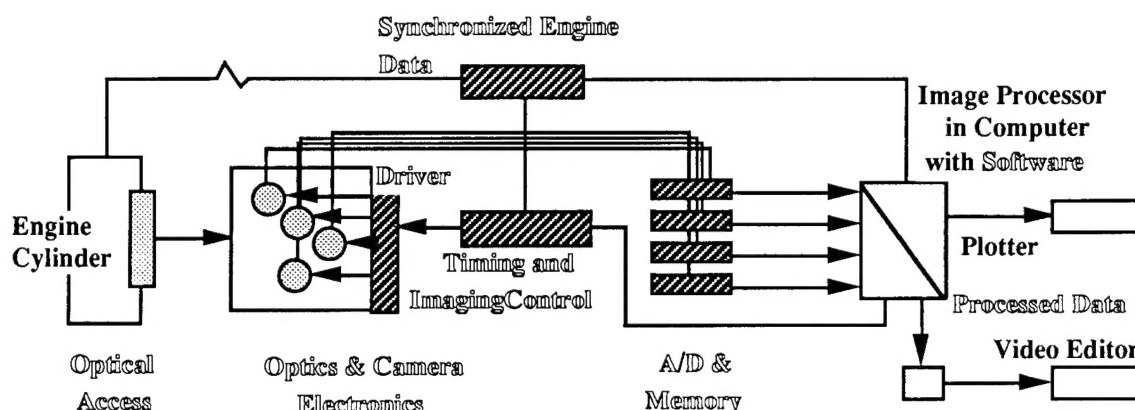 Synchronized Engine
Data
Image Processor
in Computer
with Software
Driver
Engine
Cylinder
Timing and
ImagingControl
Plotter
Processed Data
Video Editor
Optical
Access
Optics & Camera
Electronics
A/D &
Memory